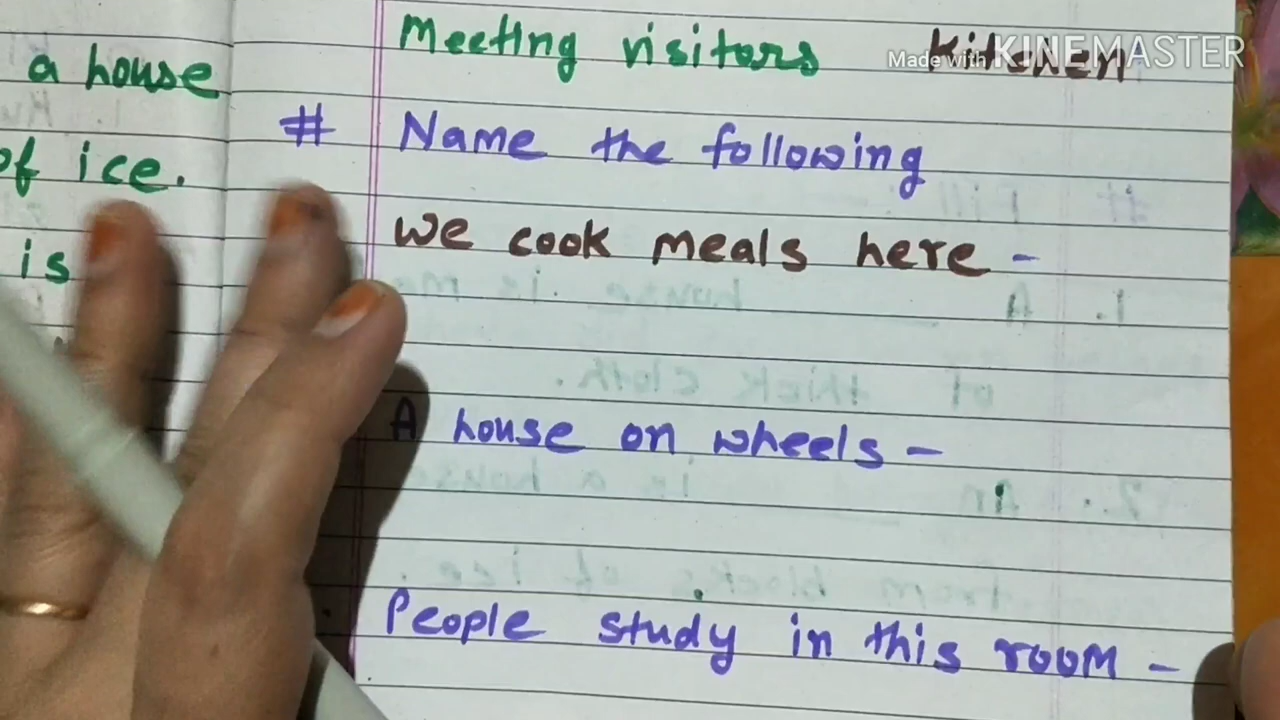 a house
of ice.
is
Meeting visitors Kitchen
Made with KINEMASTER
# Name the following
We cook meals here -
A house on wheels -
People study in this room -